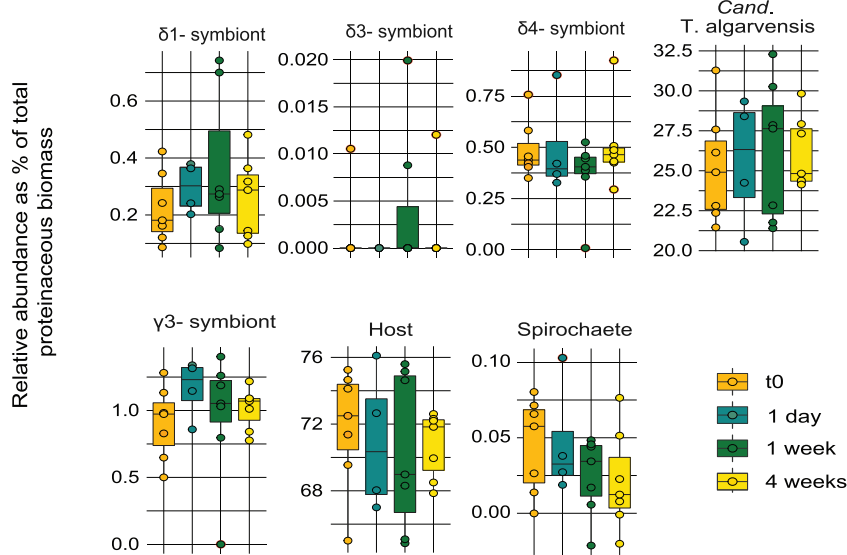 Relative abundance as % of total
proteinaceous biomass
δ1- symbiont
0.6
0.4
0.2
δ3- symbiont
0.020
0.015
0.010
0.005
0.000
δ4- symbiont
0.75
0.50
0.25
0.00
Cand.
T. algarvensis
32.5
30.0
27.5
25.0
22.5
20.0
γ3- symbiont
1.0
0.5
0.0
Host
76
72
68
Spirochaete
0.10
0.05
0.00
t0
1 day
1 week
4 weeks